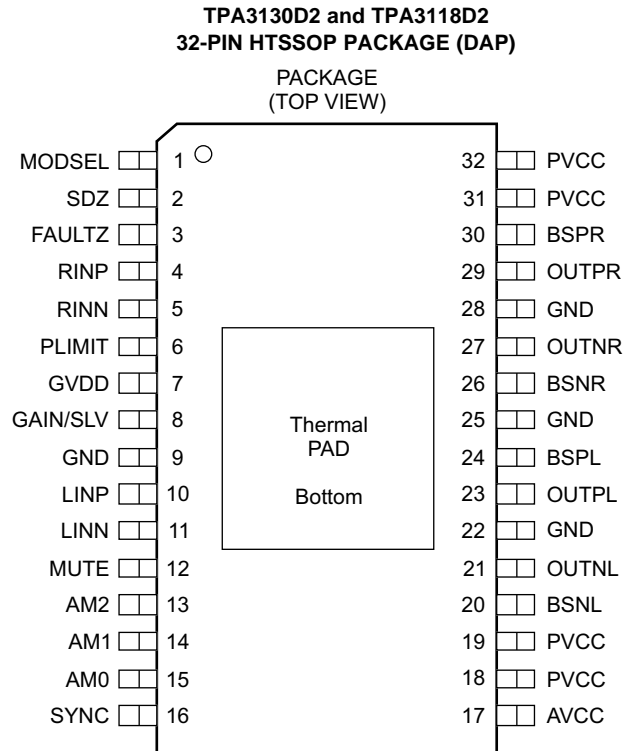 TPA3130D2 and TPA3118D2
32-PIN HTSSOP PACKAGE (DAP)
PACKAGE
(TOP VIEW)
MODSEL 1 32 PVCC
SDZ 2 31 PVCC
FAULTZ 3 30 BSPR
RINP 4 29 OUTPR
RINN 5 28 GND
PLIMIT 6 27 OUTNR
GVDD 7 26 BSNR
GAIN/SLV 8 25 GND
GND 9 24 BSPL
LINP 10 23 OUTPL
LINN 11 22 GND
MUTE 12 21 OUTNL
AM2 13 20 BSNL
AM1 14 19 PVCC
AM0 15 18 PVCC
SYNC 16 17 AVCC
Thermal
PAD
Bottom